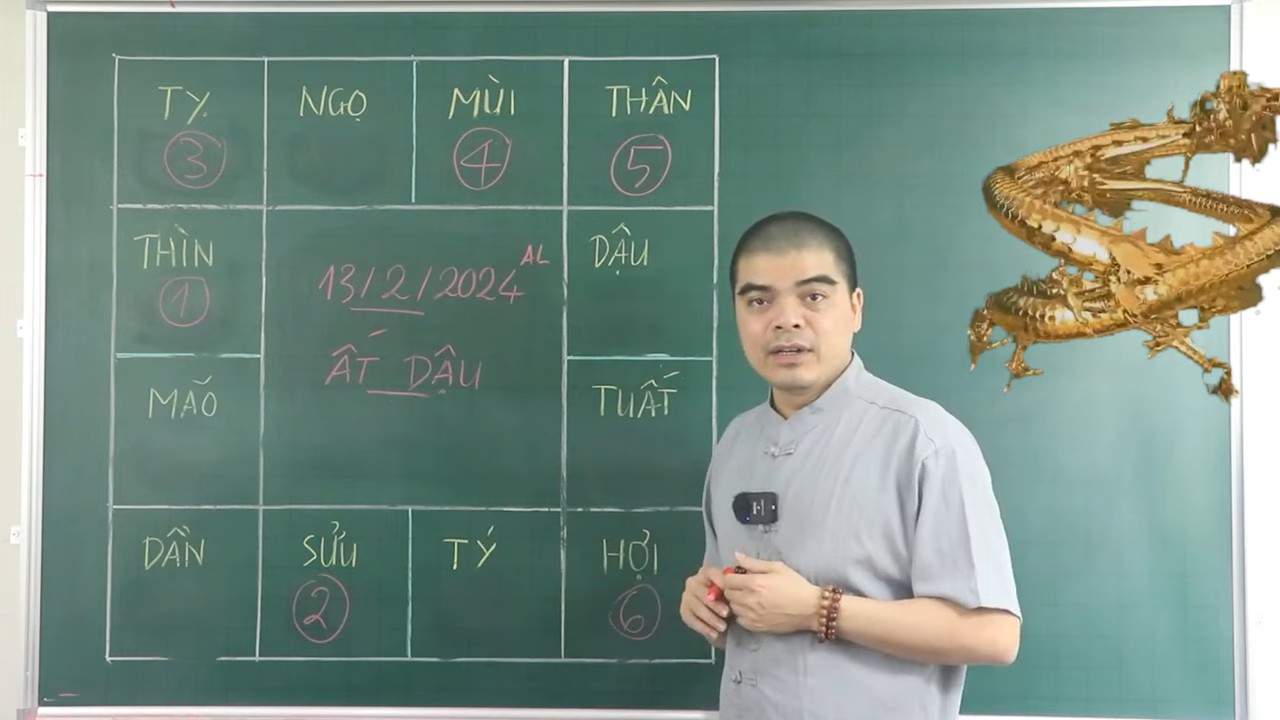 TỴ
NGỌ
MÙI
THÂN
3
4
5
THÌN
DẬU
1
13/2/2024 AL
ẤT DẬU
MÃO
TUẤT
DẦN
SỬU
TÝ
HỢI
2
6